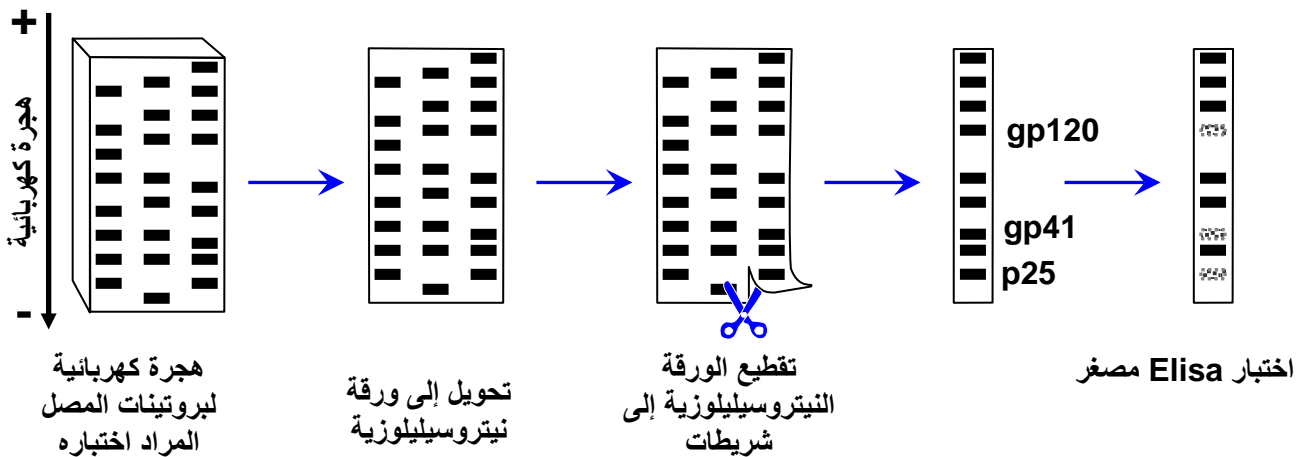 +
هجرة كهربائية
-
gp120
gp41
p25
هجرة كهربائية
لبروتينات المصل
المراد اختباره
تحويل إلى ورقة
نيتروسيليلوزية
تقطيع الورقة
النيتروسيليلوزية إلى
شريطات
اختبار Elisa مصغر